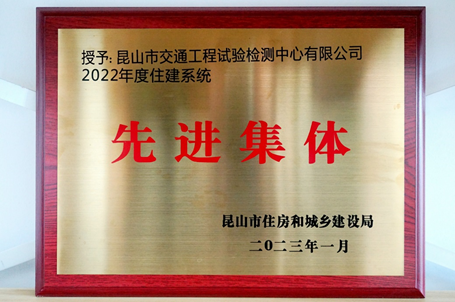 授予:昆山市交通工程试验检测中心有限公司
2022年度住建系统
先进集体
昆山市住房和城乡建设局
二〇二三年一月